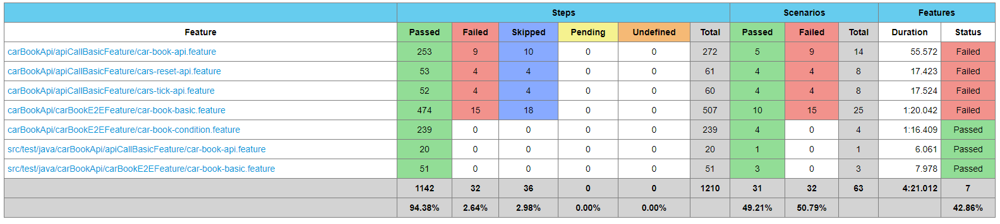 Steps Scenarios Features
Feature Passed Failed Skipped Pending Undefined Total Passed Failed Total Duration Status
carBookApi/apiCallBasicFeature/car-book-api.feature 253 9 10 0 0 272 5 9 14 55.572 Failed
carBookApi/apiCallBasicFeature/cars-reset-api.feature 53 4 4 0 0 61 4 4 8 17.423 Failed
carBookApi/apiCallBasicFeature/cars-tick-api.feature 52 4 4 0 0 60 4 4 8 17.524 Failed
carBookApi/carBookE2EFeature/car-book-basic.feature 474 15 18 0 0 507 10 15 25 1:20.042 Failed
carBookApi/carBookE2EFeature/car-book-condition.feature 239 0 0 0 0 239 4 0 4 1:16.409 Passed
src/test/java/carBookApi/apiCallBasicFeature/car-book-api.feature 20 0 0 0 0 20 1 0 1 6.061 Passed
src/test/java/carBookApi/carBookE2EFeature/car-book-basic.feature 51 0 0 0 0 51 3 0 3 7.978 Passed
1142 32 36 0 0 1210 31 32 63 4:21.012 7
94.38% 2.64% 2.98% 0.00% 0.00% 49.21% 50.79% 42.86%